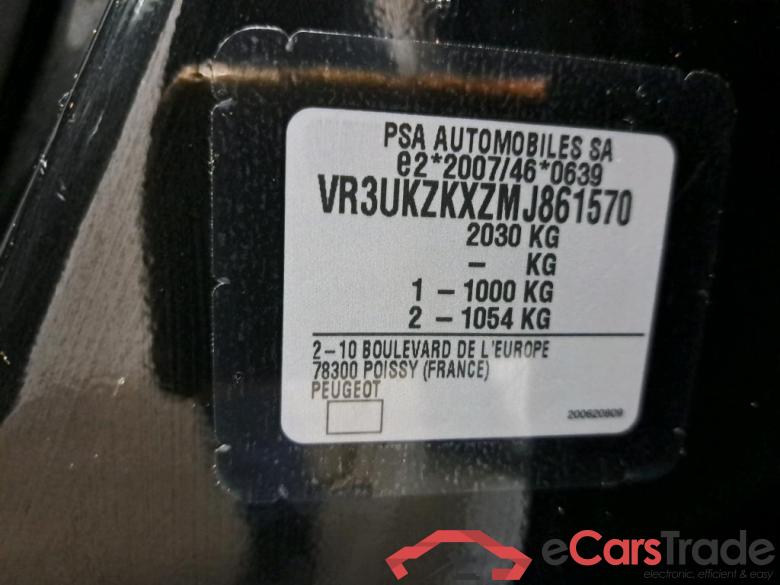 PSA AUTOMOBILES SA
e2*2007/46*0639
VR3UKZKXZMJ861570
2030 KG
- KG
1 - 1000 KG
2 - 1054 KG
2-10 BOULEVARD DE L'EUROPE
78300 POISSY (FRANCE)
PEUGEOT
200620809
eCarsTrade
electronic, efficient & easy